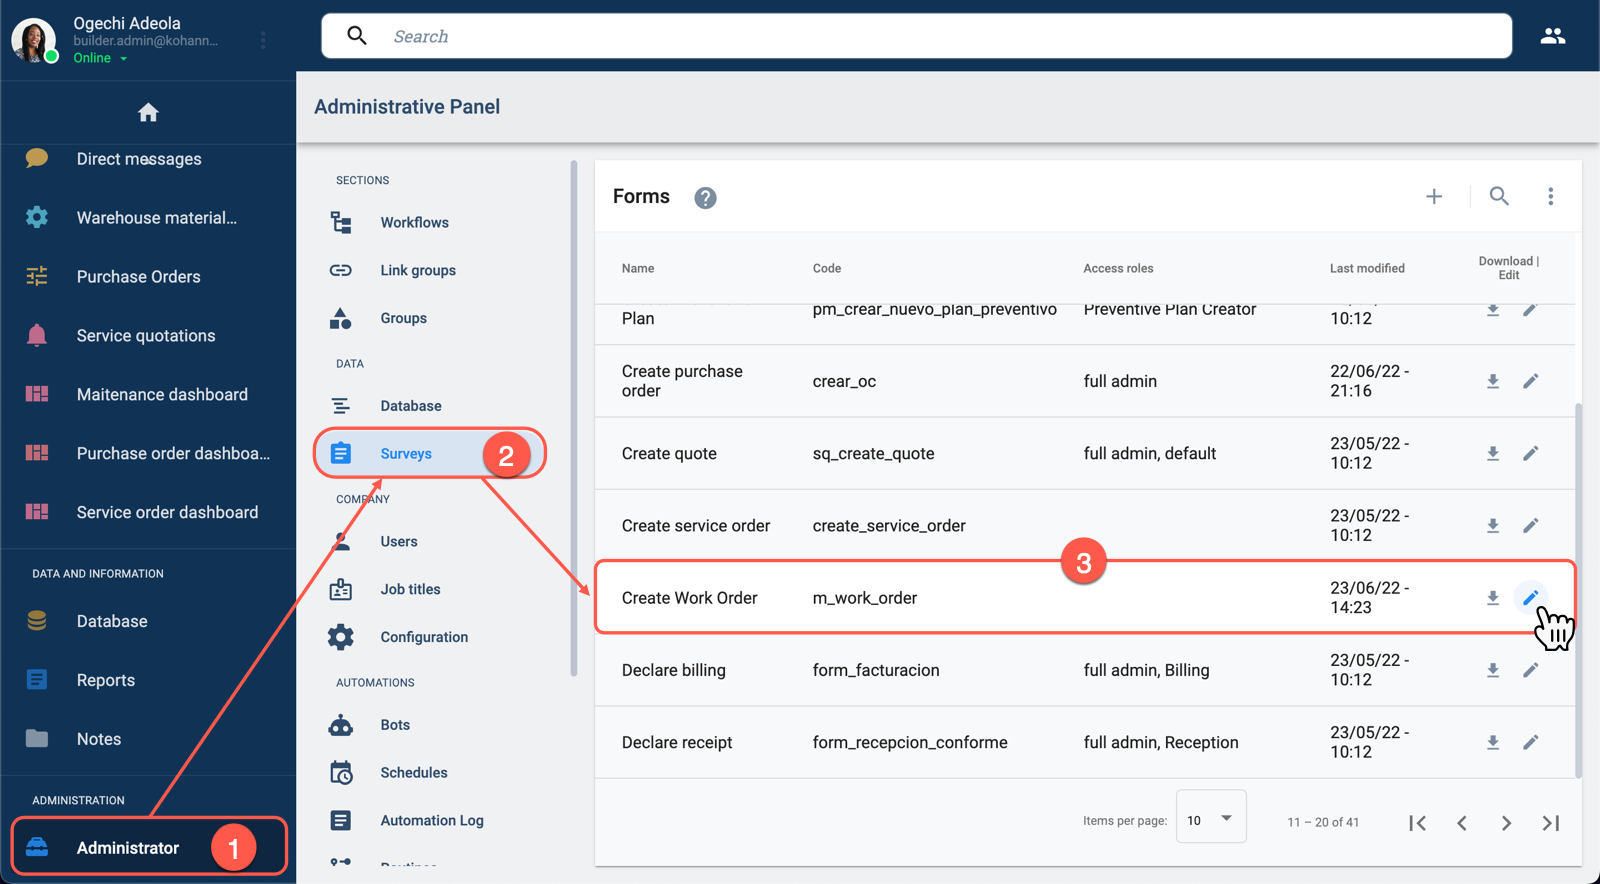 Ogechi Adeola
builder.admin@kohann...
Online
Search
Direct messages
Warehouse material...
Purchase Orders
Service quotations
Maitenance dashboard
Purchase order dashboa...
Service order dashboard
DATA AND INFORMATION
Database
Reports
Notes
ADMINISTRATION
Administrator
1
Administrative Panel
SECTIONS
Workflows
Link groups
Groups
DATA
Database
Surveys
2
COMPANY
Users
Job titles
Configuration
AUTOMATIONS
Bots
Schedules
Automation Log
Routines
Forms
?
Name Code Access roles Last modified Download |
Edit
pm_crear_nuevo_plan_preventivo Preventive Plan Creator
Plan 10:12
Create purchase 22/06/22 -
crear_oc full admin
order 21:16
23/05/22 -
Create quote sq_create_quote full admin, default
10:12
23/05/22 -
Create service order create_service_order
10:12
3
23/06/22 -
Create Work Order m_work_order
14:23
23/05/22 -
Declare billing form_facturacion full admin, Billing
10:12
23/05/22 -
Declare receipt form_recepcion_conforme full admin, Reception
10:12
Items per page: 10 11 – 20 of 41